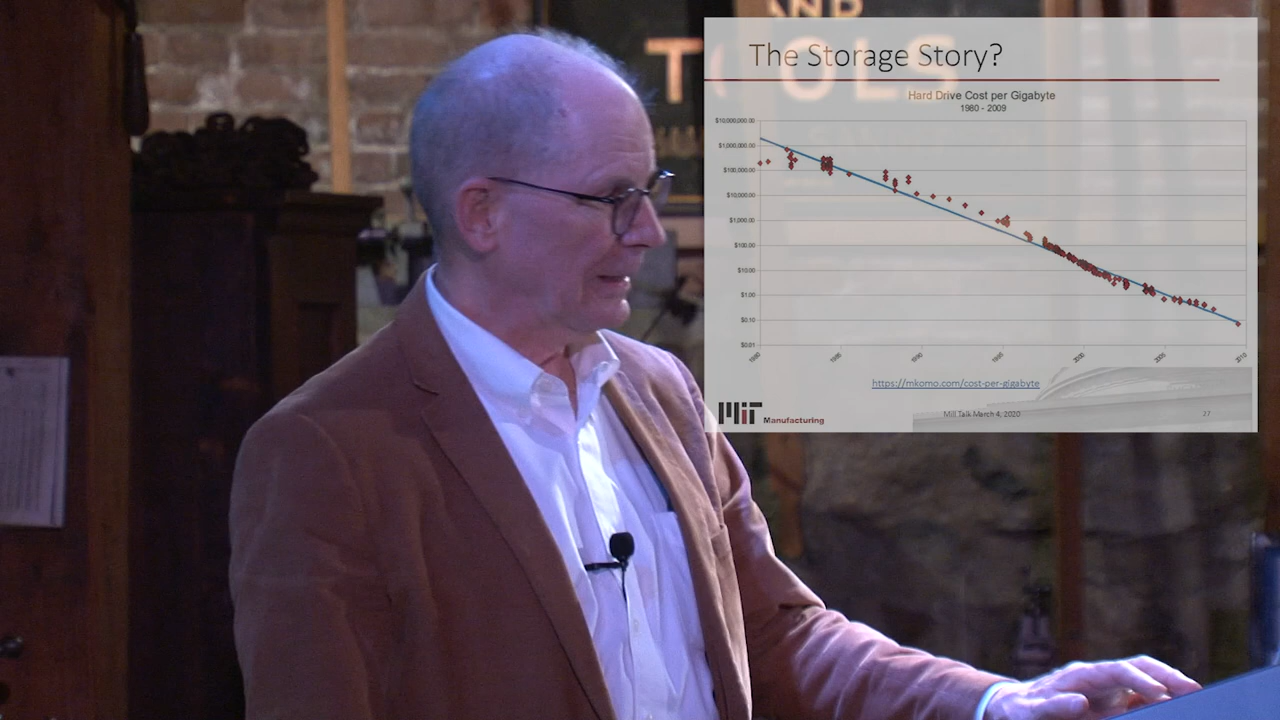 AND
TOOLS
The Storage Story?
Hard Drive Cost per Gigabyte
1980 - 2009
$10,000,000.00
$1,000,000.00
$100,000.00
$10,000.00
$1,000.00
$100.00
$10.00
$1.00
$0.10
$0.01
1980
1985
1990
1995
2000
2005
2010
https://mkomo.com/cost-per-gigabyte
MiT Manufacturing
Mill Talk March 4, 2020
27